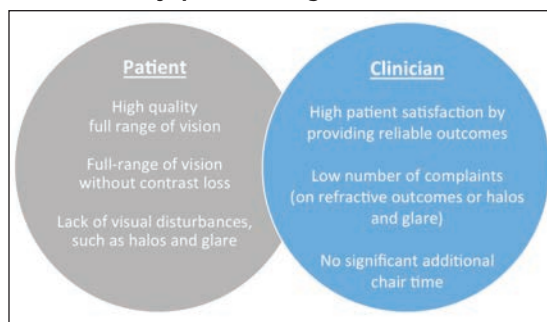 Patient
High quality
full range of vision
Full-range of vision
without contrast loss
Lack of visual disturbances,
such as halos and glare
Clinician
High patient satisfaction by
providing reliable outcomes
Low number of complaints
(on refractive outcomes or halos
and glare)
No significant additional
chair time